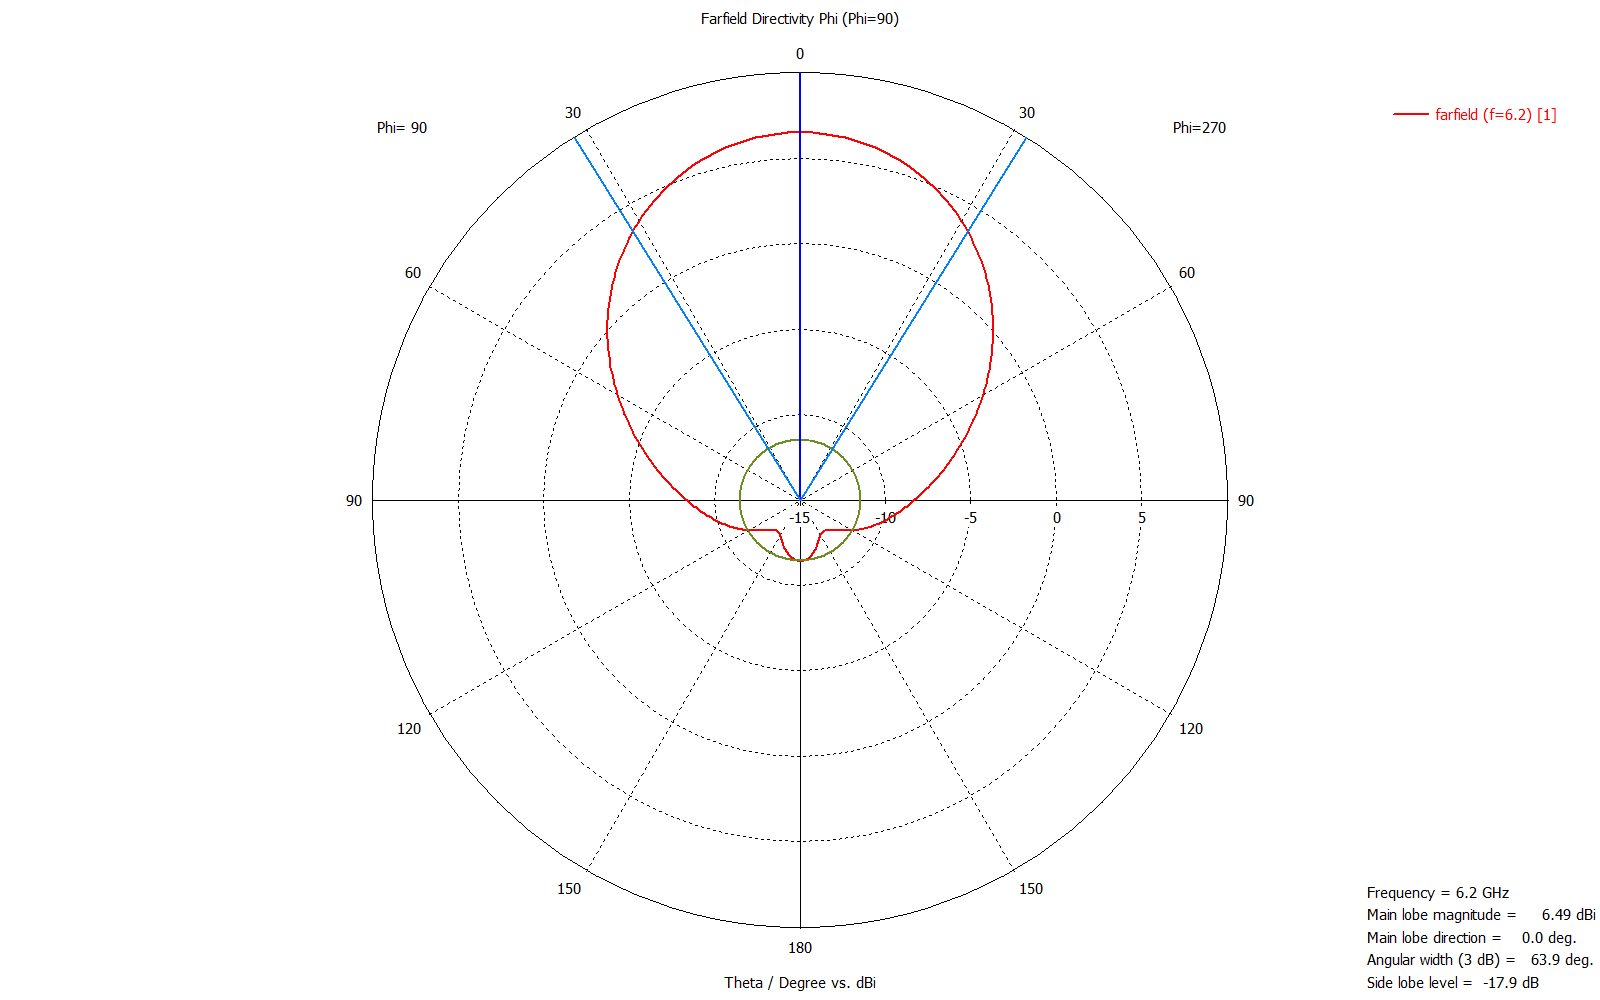 Farfield Directivity Phi (Phi=90)
0
30
30
Phi= 90
Phi=270
farfield (f=6.2) [1]
60
60
90
90
-15
-10
-5
0
5
120
120
150
150
180
Theta / Degree vs. dBi
Frequency = 6.2 GHz
Main lobe magnitude = 6.49 dBi
Main lobe direction = 0.0 deg.
Angular width (3 dB) = 63.9 deg.
Side lobe level = -17.9 dB